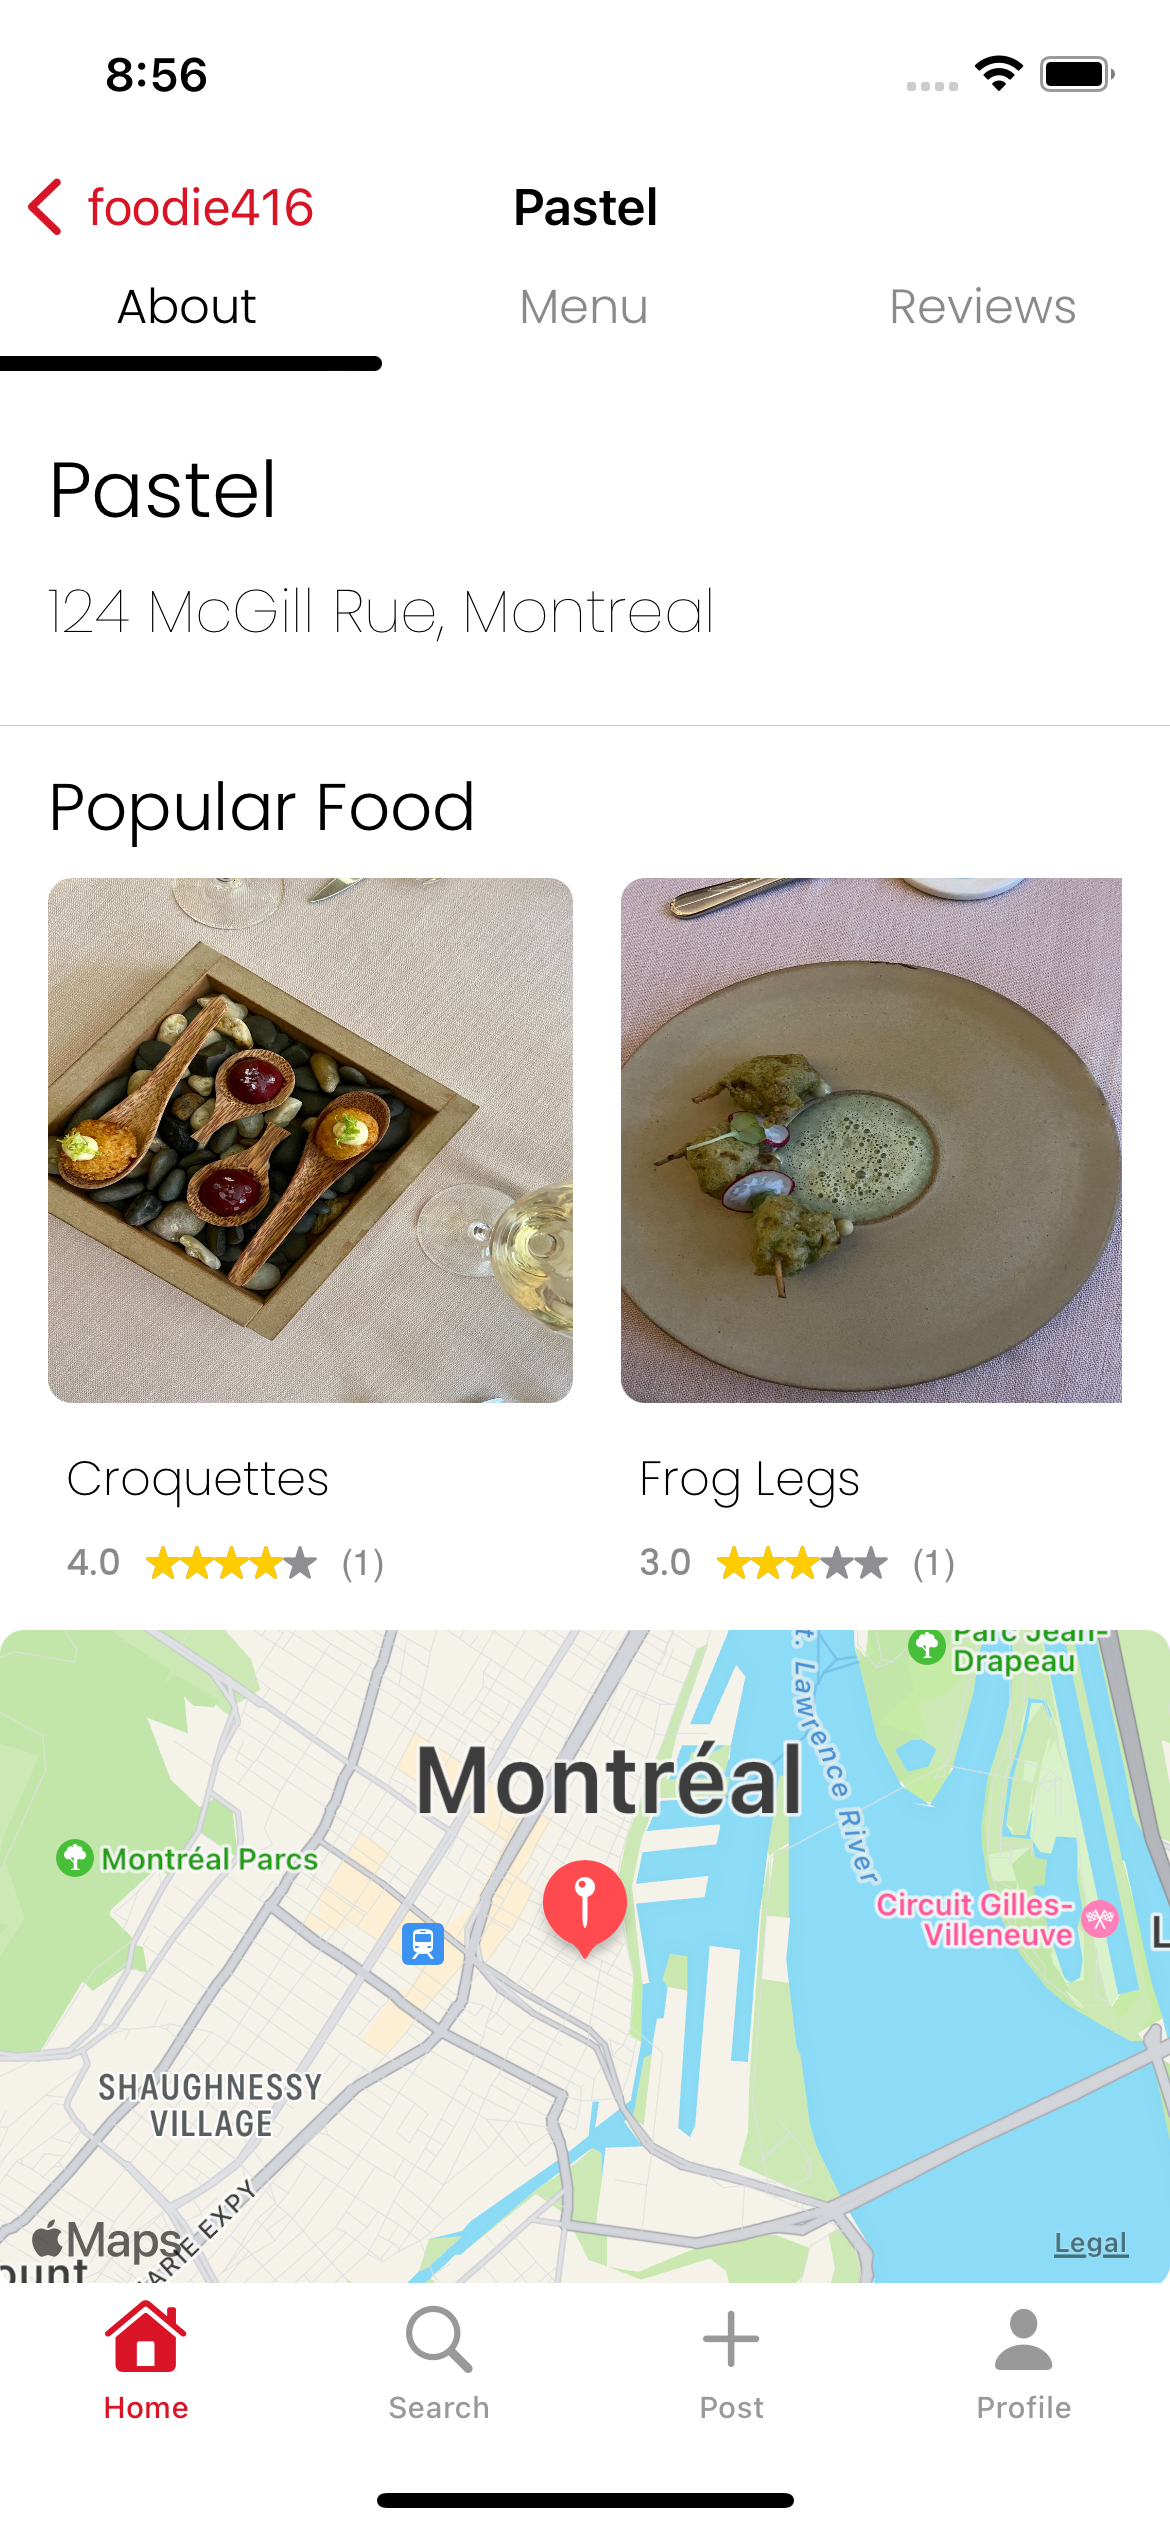 8:56
foodie416
Pastel
About
Menu
Reviews
Pastel
124 McGill Rue, Montreal
Popular Food
Croquettes
Frog Legs
4.0
(1)
3.0
(1)
Parc Jean-
Drapeau
t. Lawrence River
Montréal
Montréal Parcs
Circuit Gilles-
Villeneuve
L
SHAUGHNESSY
VILLAGE
ARIE EXPY
Maps
ount
Legal
Home
Search
Post
Profile